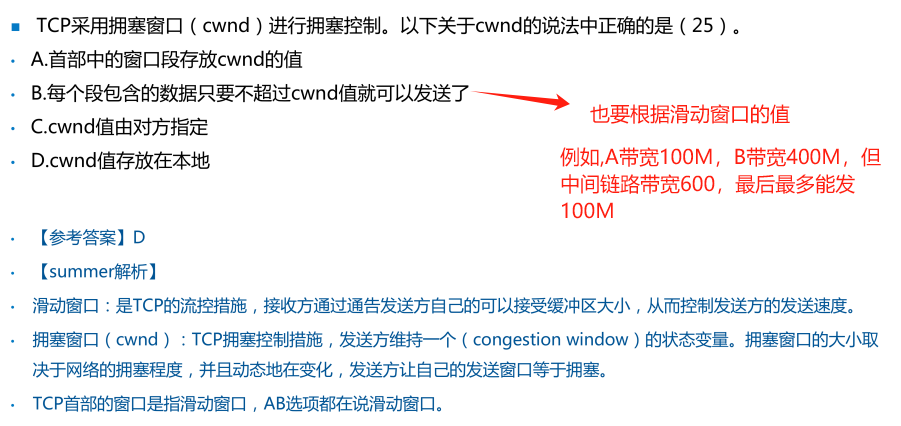 TCP采用拥塞窗口（cwnd）进行拥塞控制。以下关于cwnd的说法中正确的是（25）。
A.首部中的窗口段存放cwnd的值
B.每个段包含的数据只要不超过cwnd值就可以发送了
也要根据滑动窗口的值
C.cwnd值由对方指定
D.cwnd值存放在本地
例如,A带宽100M，B带宽400M，但
中间链路带宽600，最后最多能发
100M
【参考答案】D
【summer解析】
滑动窗口：是TCP的流控措施，接收方通过通告发送方自己的可以接受缓冲区大小，从而控制发送方的发送速度。
拥塞窗口（cwnd）：TCP拥塞控制措施，发送方维持一个（congestion window）的状态变量。拥塞窗口的大小取
决于网络的拥塞程度，并且动态地在变化，发送方让自己的发送窗口等于拥塞。
TCP首部的窗口是指滑动窗口，AB选项都在说滑动窗口。